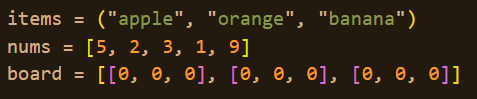 items = ("apple", "orange", "banana")
nums = [5, 2, 3, 1, 9]
board = [[0, 0, 0], [0, 0, 0], [0, 0, 0]]